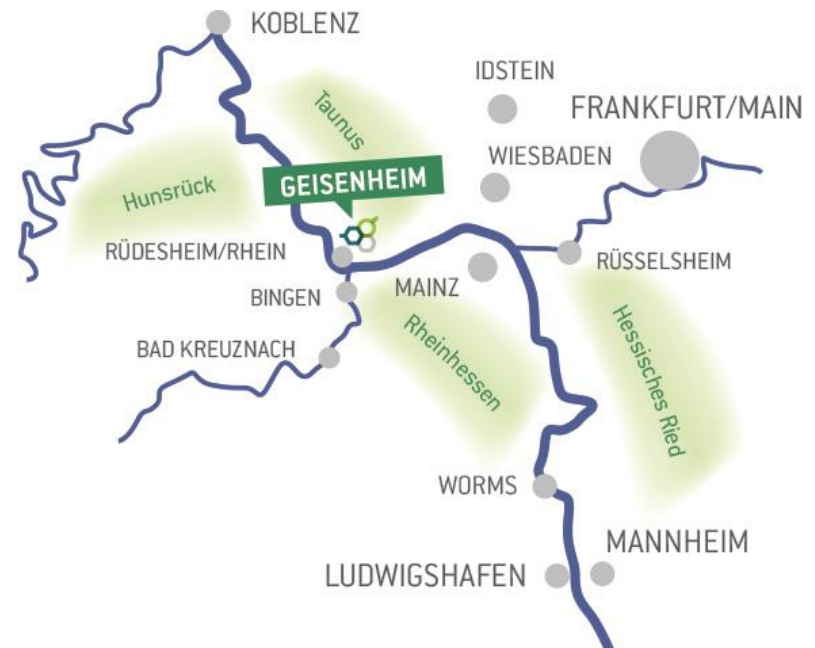 KOBLENZ
IDSTEIN
FRANKFURT/MAIN
Taunus
WIESBADEN
Hunsrück
GEISENHEIM
RÜDESHEIM/RHEIN
RÜSSELSHEIM
MAINZ
BINGEN
Rheinhessen
Hessisches Ried
BAD KREUZNACH
WORMS
MANNHEIM
LUDWIGSHAFEN